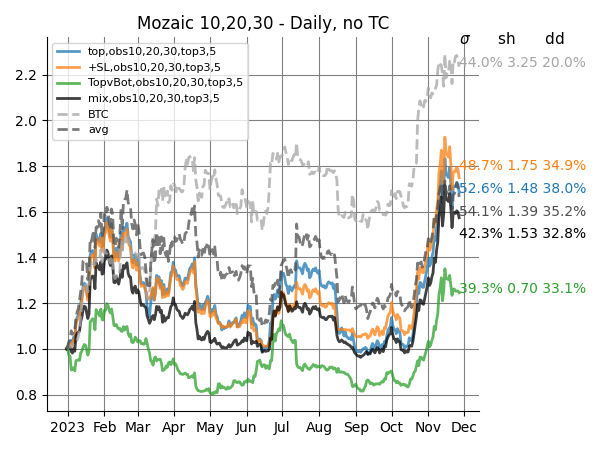 Mozaic 10,20,30 - Daily, no TC
σ sh dd
top,obs10,20,30,top3,5
+SL,obs10,20,30,top3,5
TopvBot,obs10,20,30,top3,5
mix,obs10,20,30,top3,5
BTC
avg
44.0% 3.25 20.0%
48.7% 1.75 34.9%
52.6% 1.48 38.0%
54.1% 1.39 35.2%
42.3% 1.53 32.8%
39.3% 0.70 33.1%
2.2
2.0
1.8
1.6
1.4
1.2
1.0
0.8
2023 Feb Mar Apr May Jun Jul Aug Sep Oct Nov Dec